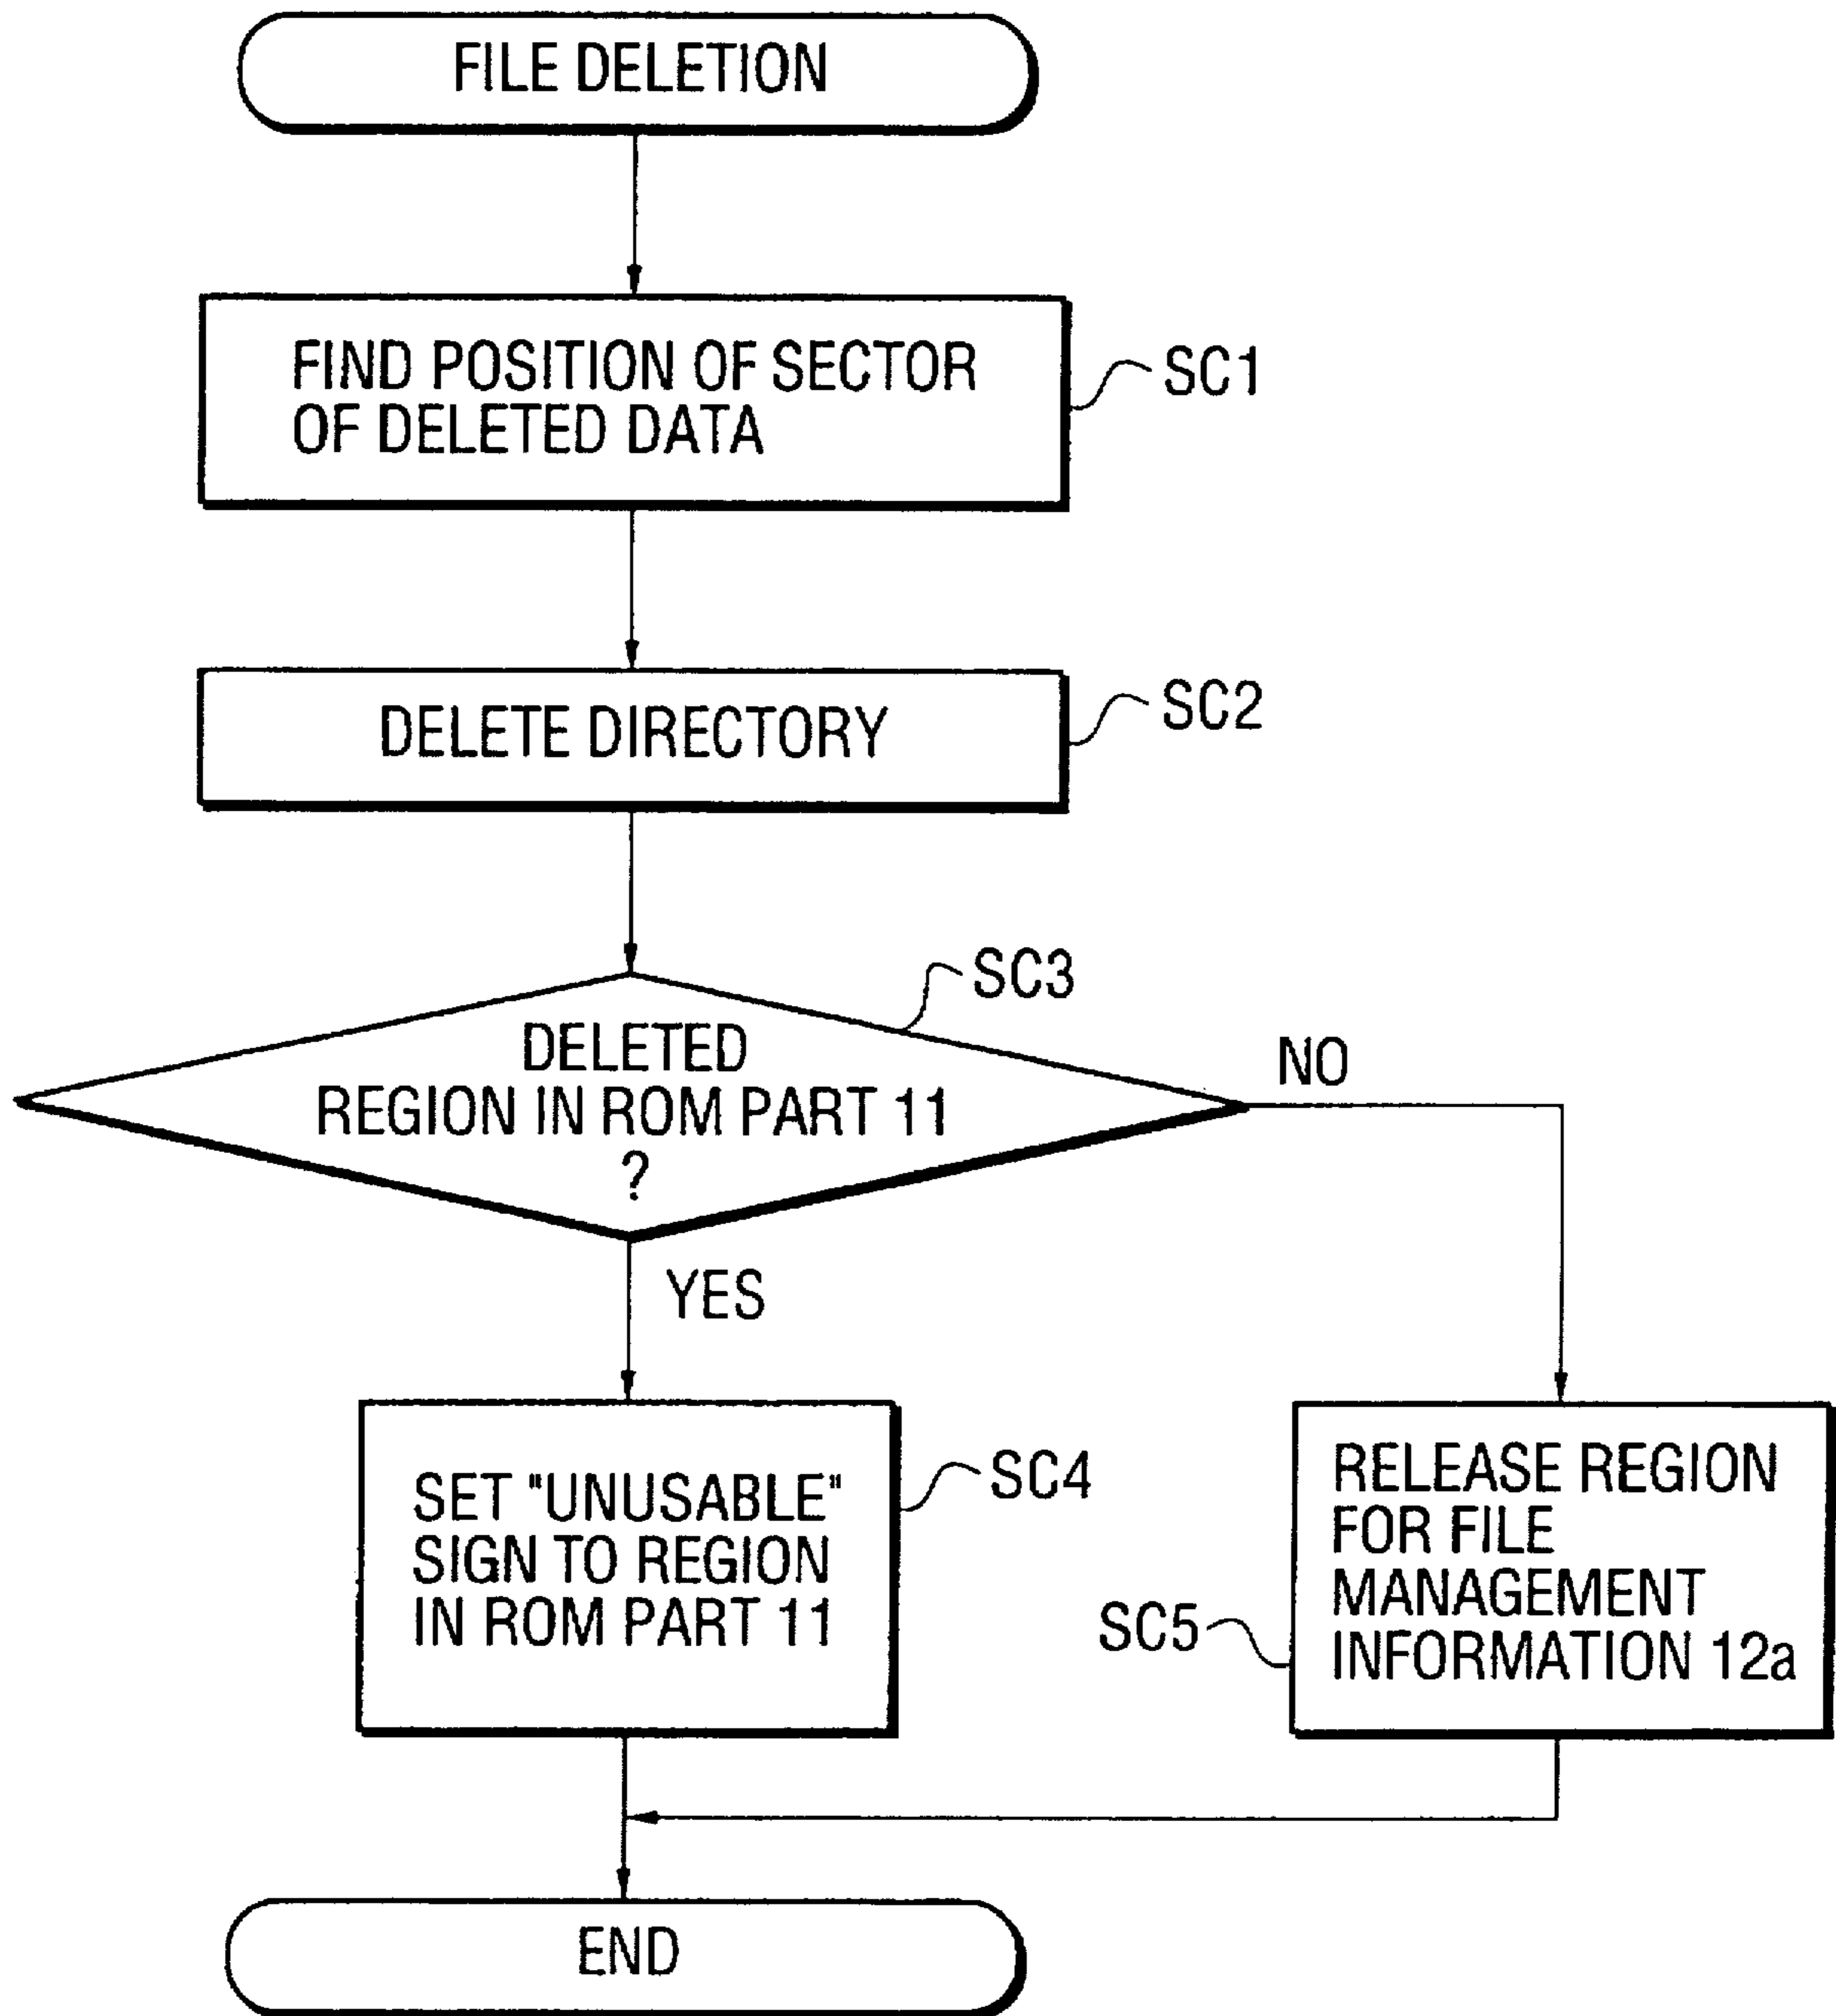 FILE DELETION
FIND POSITION OF SECTOR
OF DELETED DATA
SC1
DELETE DIRECTORY
SC2
SC3
DELETED
REGION IN ROM PART 11
?
NO
YES
SET "UNUSABLE"
SIGN TO REGION
IN ROM PART 11
SC4
RELEASE REGION
FOR FILE
MANAGEMENT
INFORMATION 12a
SC5
END